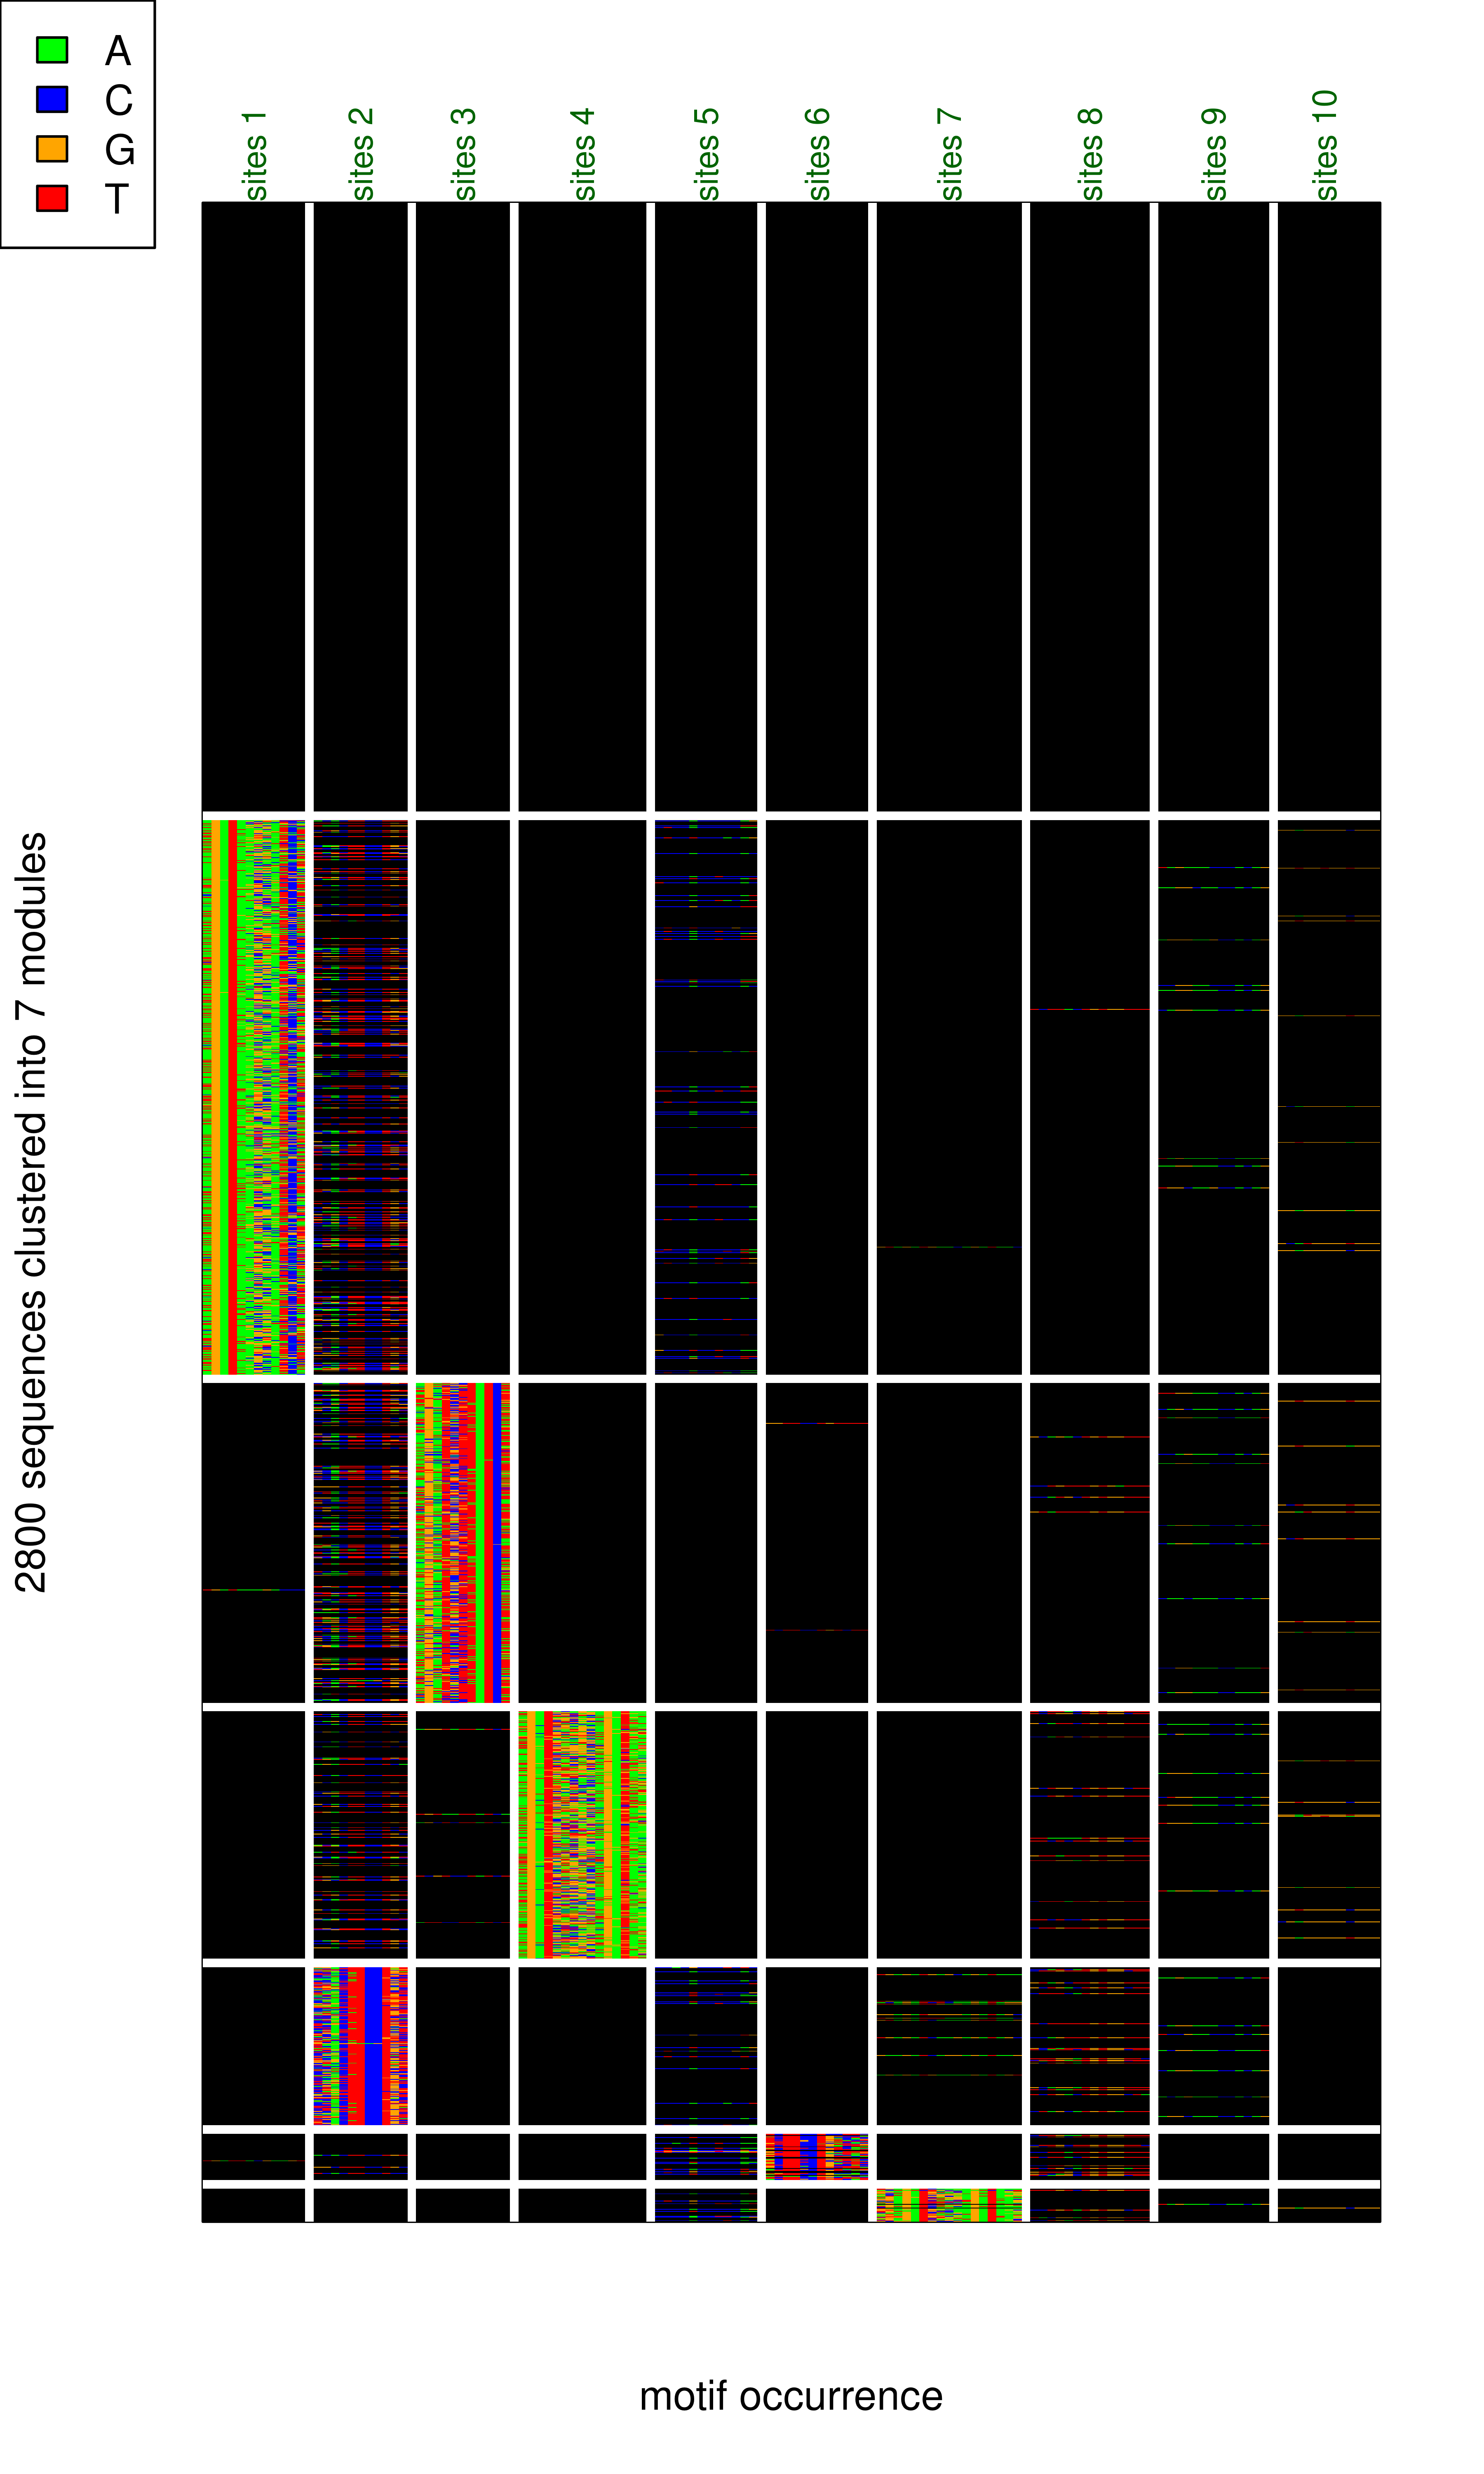 A
C
G
T
sites 1
sites 2
sites 3
sites 4
sites 5
sites 6
sites 7
sites 8
sites 9
sites 10
2800 sequences clustered into 7 modules
motif occurrence